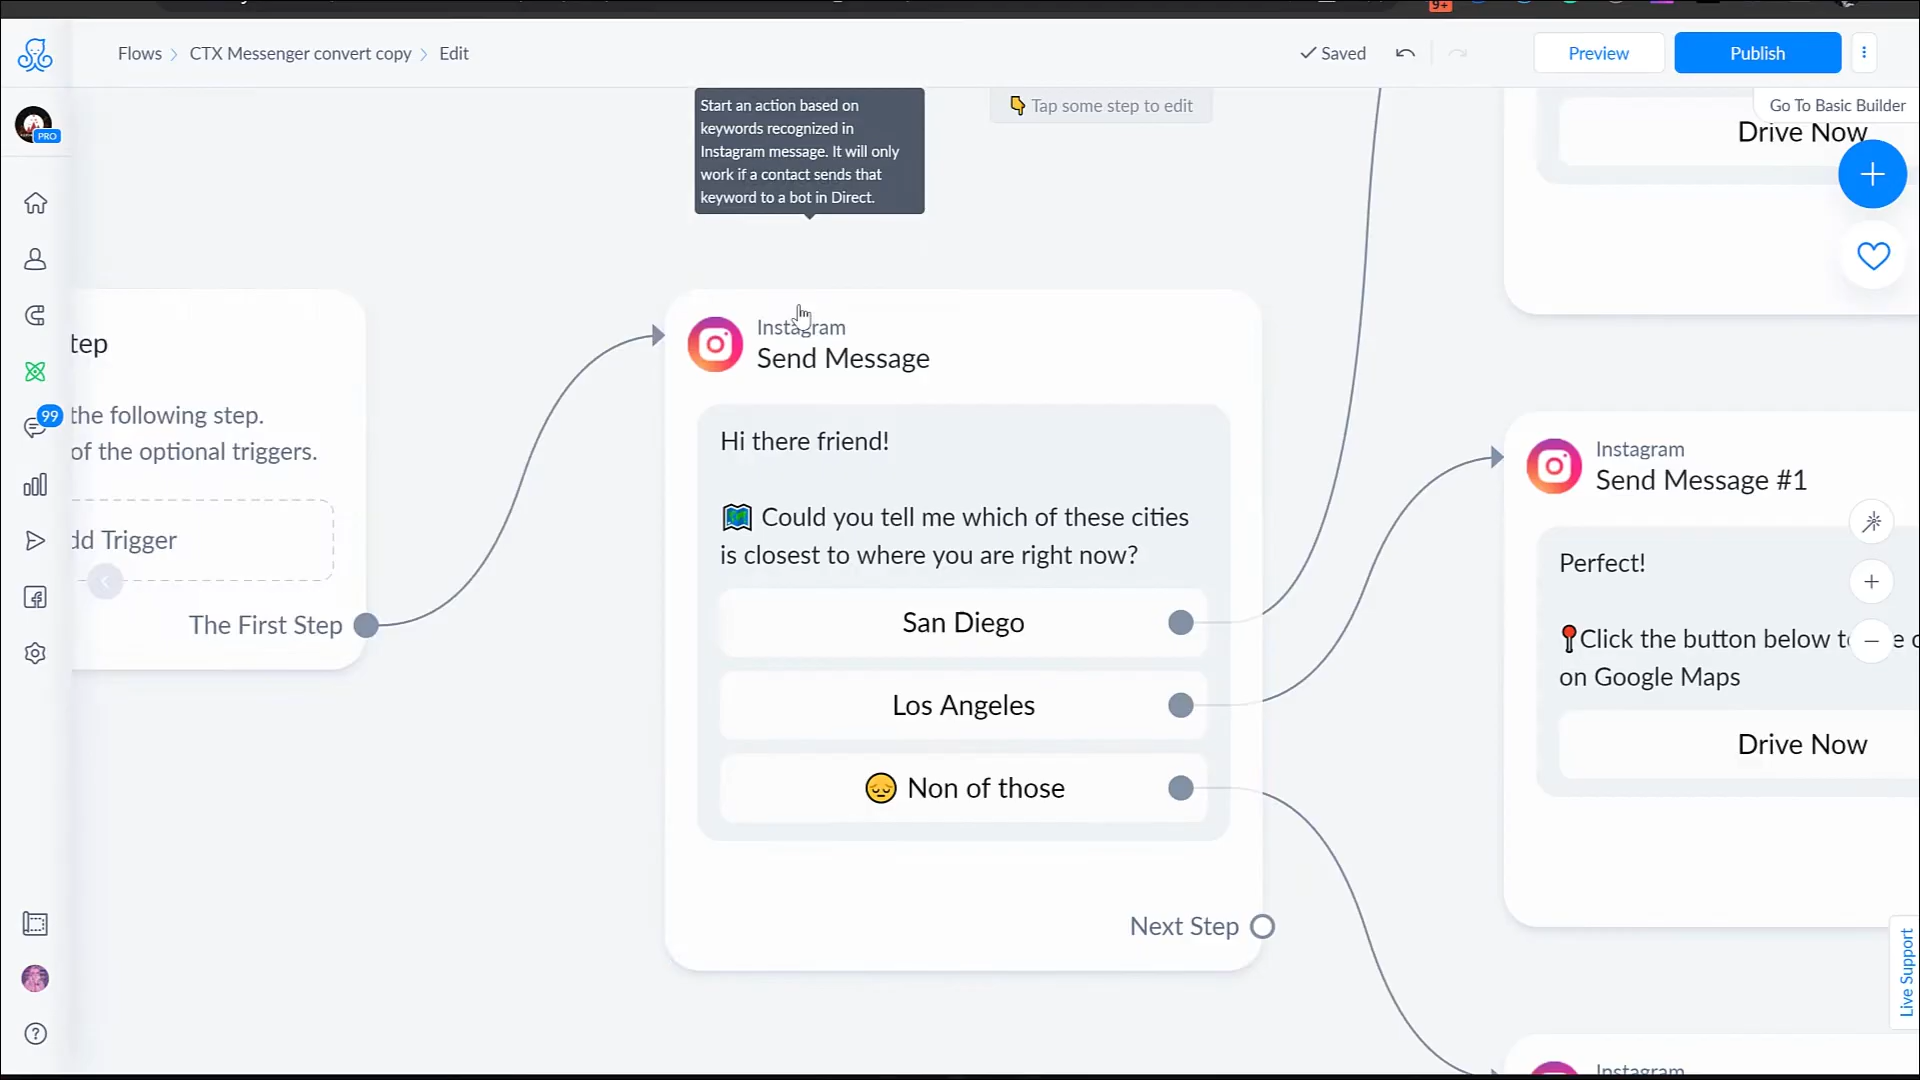 9+
Flows > CTX Messenger convert copy > Edit
Saved
Preview
Publish
PRO
99
Start an action based on
keywords recognized in
Instagram message. It will only
work if a contact sends that
keyword to a bot in Direct.
👇 Tap some step to edit
Go To Basic Builder
Drive Now
tep
the following step.
of the optional triggers.
dd Trigger
The First Step
Instagram
Send Message
Hi there friend!
🗺️ Could you tell me which of these cities
is closest to where you are right now?
San Diego
Los Angeles
😔 Non of those
Next Step
Instagram
Send Message #1
Perfect!
📍Click the button below t
on Google Maps
Drive Now
Instagram
Live Support